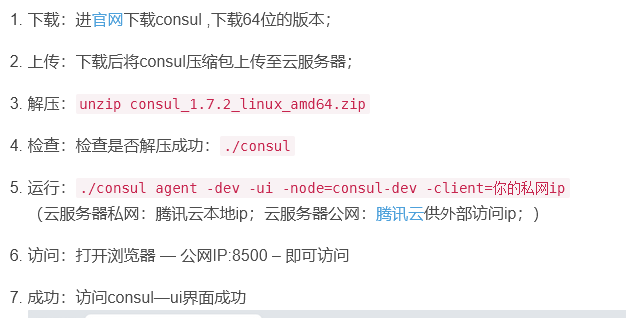 1. 下载：进官网下载consul ,下载64位的版本；
2. 上传：下载后将consul压缩包上传至云服务器；
3. 解压：unzip consul_1.7.2_linux_amd64.zip
4. 检查：检查是否解压成功：./consul
5. 运行：./consul agent -dev -ui -node=consul-dev -client=你的私网ip
（云服务器私网：腾讯云本地ip；云服务器公网：腾讯云供外部访问ip；)
6. 访问：打开浏览器 — 公网IP:8500 – 即可访问
7. 成功：访问consul—ui界面成功